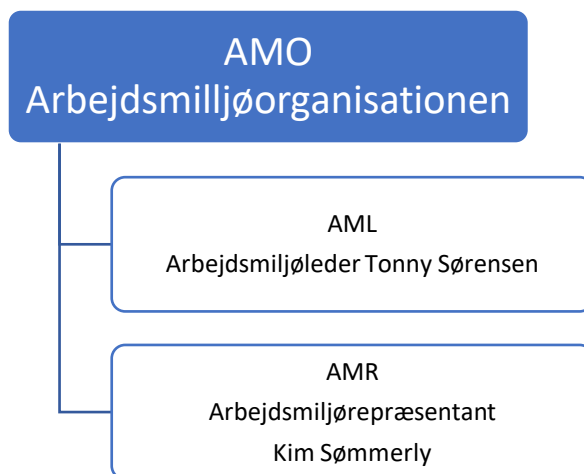 AMO
Arbejdsmilljøorganisationen
AML
Arbejdsmiljøleder Tonny Sørensen
AMR
Arbejdsmiljørepræsentant
Kim Sømmerly